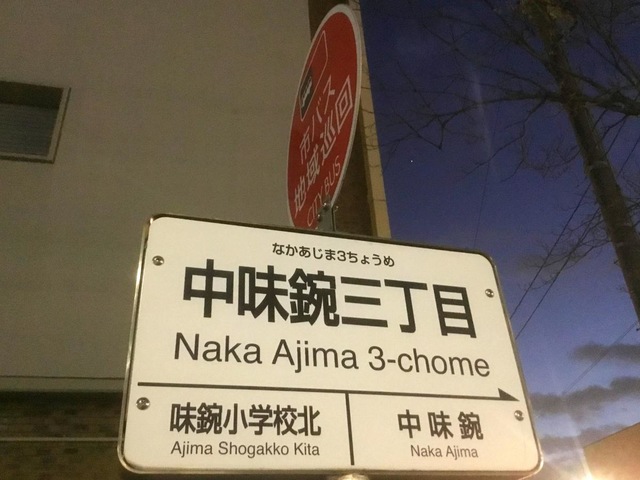 市バス
地域巡回
CITY BUS
なかあじま3ちょうめ
中味鋺三丁目
Naka Ajima 3-chome
味鋺小学校北
Ajima Shogakko Kita
中味鋺
Naka Ajima